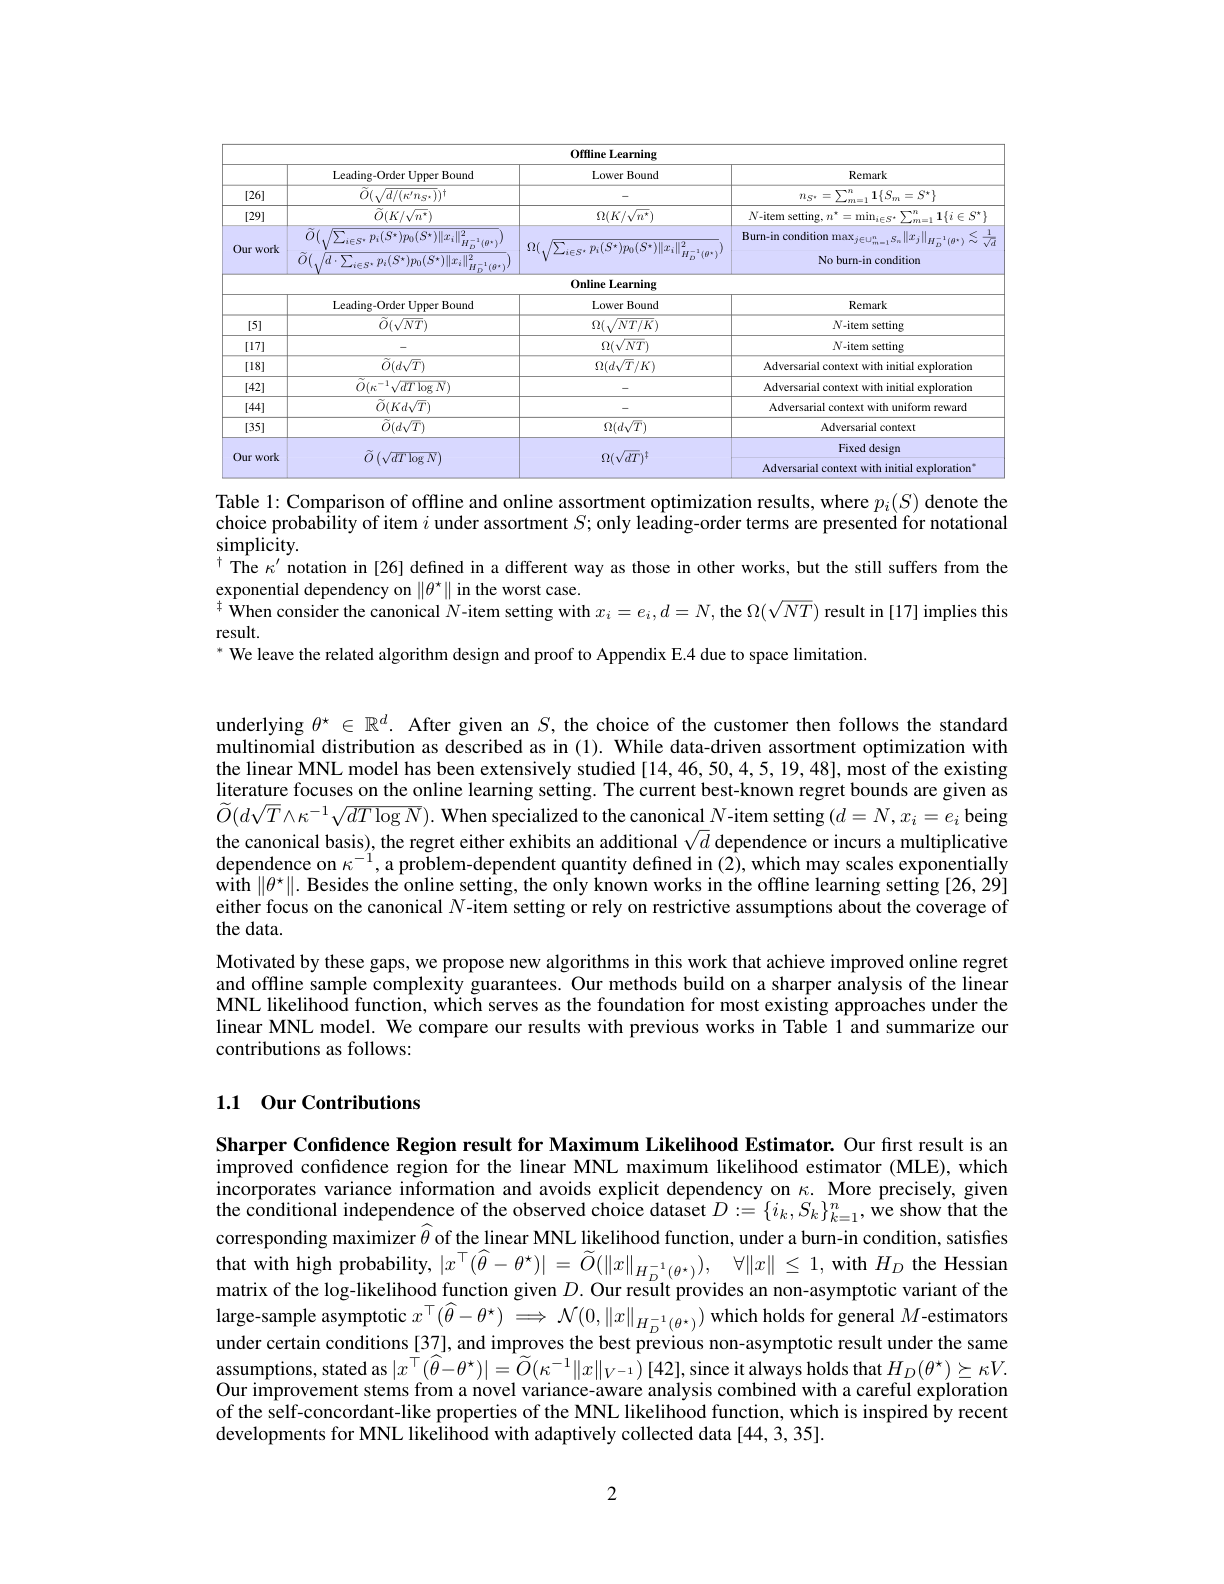 Offline Learning
Leading-Order Upper Bound Lower Bound Remark
[26] Õ(√(d/(κ′n_{S⋆})))† – n_{S⋆} = ∑_{m=1}^n 1{S_m = S⋆}
[29] Õ(K/√n⋆) Ω(K/√n⋆) N-item setting, n⋆ = min_{i∈S⋆} ∑_{m=1}^n 1{i ∈ S⋆}
Our work Õ(√(∑_{i∈S⋆} p_i(S⋆)p_0(S⋆)‖x_i‖²_{H_D^{-1}(θ⋆)})) Ω(√(∑_{i∈S⋆} p_i(S⋆)p_0(S⋆)‖x_i‖²_{H_D^{-1}(θ⋆)})) Burn-in condition max_{j∈∪_{m=1}^n S_n}‖x_j‖_{H_D^{-1}(θ⋆)} ≲ 1/√d
Õ(√(d · ∑_{i∈S⋆} p_i(S⋆)p_0(S⋆)‖x_i‖²_{H_D^{-1}(θ⋆)})) No burn-in condition
Online Learning
Leading-Order Upper Bound Lower Bound Remark
[5] Õ(√(NT)) Ω(√(NT/K)) N-item setting
[17] – Ω(√(NT)) N-item setting
[18] Õ(d√T) Ω(d√T/K) Adversarial context with initial exploration
[42] Õ(κ⁻¹√(dT log N)) – Adversarial context with initial exploration
[44] Õ(Kd√T) – Adversarial context with uniform reward
[35] Õ(d√T) Ω(d√T) Adversarial context
Our work Õ(√(dT log N)) Ω(√(dT))‡ Fixed design
Adversarial context with initial exploration*
Table 1: Comparison of offline and online assortment optimization results, where p_i(S) denote the
choice probability of item i under assortment S; only leading-order terms are presented for notational
simplicity.
† The κ′ notation in [26] defined in a different way as those in other works, but the still suffers from the
exponential dependency on ‖θ⋆‖ in the worst case.
‡ When consider the canonical N-item setting with x_i = e_i, d = N, the Ω(√(NT)) result in [17] implies this
result.
* We leave the related algorithm design and proof to Appendix E.4 due to space limitation.
underlying θ⋆ ∈ ℝ^d. After given an S, the choice of the customer then follows the standard
multinomial distribution as described as in (1). While data-driven assortment optimization with
the linear MNL model has been extensively studied [14, 46, 50, 4, 5, 19, 48], most of the existing
literature focuses on the online learning setting. The current best-known regret bounds are given as
Õ(d√T∧κ⁻¹√(dT log N)). When specialized to the canonical N-item setting (d = N, x_i = e_i being
the canonical basis), the regret either exhibits an additional √d dependence or incurs a multiplicative
dependence on κ⁻¹, a problem-dependent quantity defined in (2), which may scales exponentially
with ‖θ⋆‖. Besides the online setting, the only known works in the offline learning setting [26, 29]
either focus on the canonical N-item setting or rely on restrictive assumptions about the coverage of
the data.
Motivated by these gaps, we propose new algorithms in this work that achieve improved online regret
and offline sample complexity guarantees. Our methods build on a sharper analysis of the linear
MNL likelihood function, which serves as the foundation for most existing approaches under the
linear MNL model. We compare our results with previous works in Table 1 and summarize our
contributions as follows:
1.1 Our Contributions
Sharper Confidence Region result for Maximum Likelihood Estimator. Our first result is an
improved confidence region for the linear MNL maximum likelihood estimator (MLE), which
incorporates variance information and avoids explicit dependency on κ. More precisely, given
the conditional independence of the observed choice dataset D := {i_k, S_k}_{k=1}^n, we show that the
corresponding maximizer θ̂ of the linear MNL likelihood function, under a burn-in condition, satisfies
that with high probability, |x^⊤(θ̂ − θ⋆)| = Õ(‖x‖_{H_D^{-1}(θ⋆)}), ∀‖x‖ ≤ 1, with H_D the Hessian
matrix of the log-likelihood function given D. Our result provides an non-asymptotic variant of the
large-sample asymptotic x^⊤(θ̂ − θ⋆) ⟹ 𝒩(0, ‖x‖_{H_D^{-1}(θ⋆)}) which holds for general M-estimators
under certain conditions [37], and improves the best previous non-asymptotic result under the same
assumptions, stated as |x^⊤(θ̂−θ⋆)| = Õ(κ⁻¹‖x‖_{V⁻¹}) [42], since it always holds that H_D(θ⋆) ⪰ κV.
Our improvement stems from a novel variance-aware analysis combined with a careful exploration
of the self-concordant-like properties of the MNL likelihood function, which is inspired by recent
developments for MNL likelihood with adaptively collected data [44, 3, 35].
2